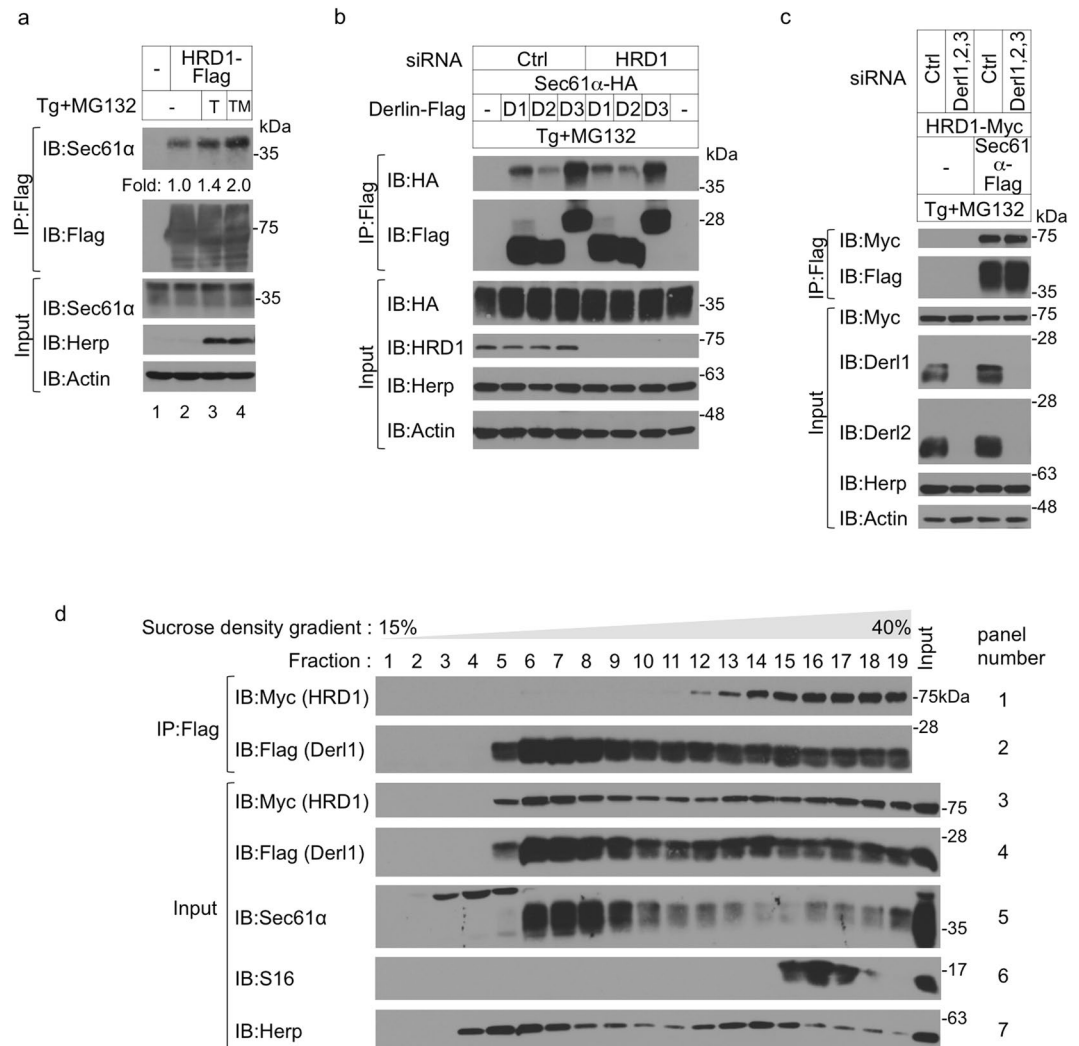 a
-
HRD1-
Flag
Tg+MG132
-
T
TM
kDa
IP:Flag
IB:Sec61α
-35
Fold: 1.0 1.4 2.0
IB:Flag
-75
Input
IB:Sec61α
-35
IB:Herp
IB:Actin
1 2 3 4
b
siRNA
Ctrl
HRD1
Sec61α-HA
Derlin-Flag
- D1 D2 D3 D1 D2 D3 -
Tg+MG132
kDa
IP:Flag
IB:HA
-35
IB:Flag
-28
Input
IB:HA
-35
IB:HRD1
-75
IB:Herp
-63
IB:Actin
-48
c
siRNA
Ctrl
Derl1,2,3
Ctrl
Derl1,2,3
HRD1-Myc
-
Sec61
α-
Flag
Tg+MG132
kDa
IP:Flag
IB:Myc
-75
IB:Flag
-35
Input
IB:Myc
-75
IB:Derl1
-28
IB:Derl2
-28
IB:Herp
-63
IB:Actin
-48
d
Sucrose density gradient : 15% 40%
Fraction : 1 2 3 4 5 6 7 8 9 10 11 12 13 14 15 16 17 18 19
Input
panel
number
IP:Flag
IB:Myc (HRD1)
-75kDa
1
IB:Flag (Derl1)
-28
2
Input
IB:Myc (HRD1)
-75
3
IB:Flag (Derl1)
-28
4
IB:Sec61α
-35
5
IB:S16
-17
6
IB:Herp
-63
7